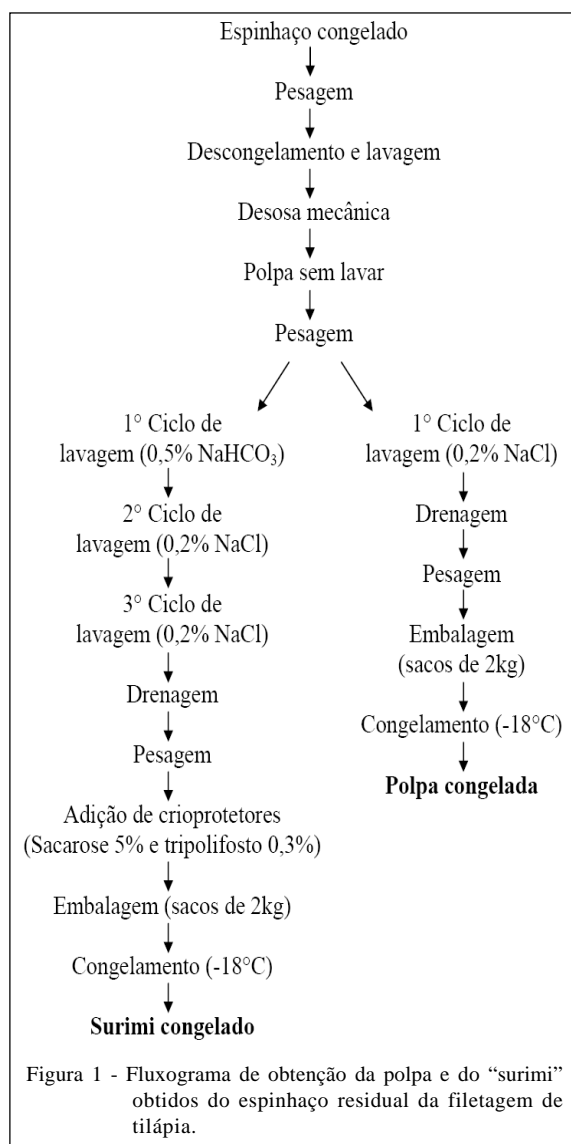 Espinhaço congelado
Pesagem
Descongelamento e lavagem
Desosa mecânica
Polpa sem lavar
Pesagem
1° Ciclo de
lavagem (0,5% NaHCO₃)
2° Ciclo de
lavagem (0,2% NaCl)
3° Ciclo de
lavagem (0,2% NaCl)
Drenagem
Pesagem
Adição de crioprotetores
(Sacarose 5% e tripolifosto 0,3%)
Embalagem (sacos de 2kg)
Congelamento (-18°C)
Surimi congelado
1° Ciclo de
lavagem (0,2% NaCl)
Drenagem
Pesagem
Embalagem
(sacos de 2kg)
Congelamento (-18°C)
Polpa congelada
Figura 1 - Fluxograma de obtenção da polpa e do “surimi”
obtidos do espinhaço residual da filetagem de
tilápia.